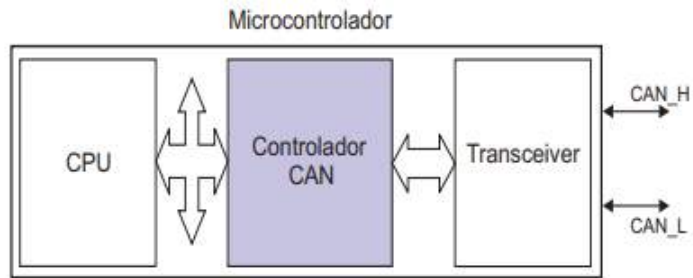 Microcontrolador
CPU
Controlador
CAN
Transceiver
CAN_H
CAN_L